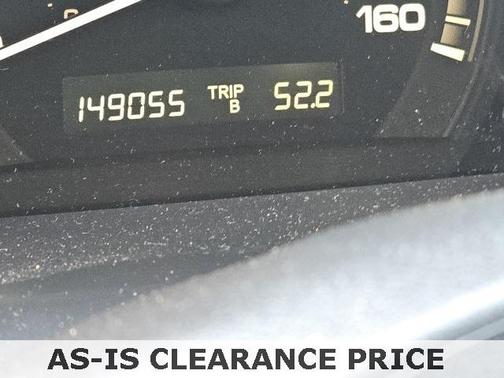 160
149055 TRIP B 52.2
AS-IS CLEARANCE PRICE